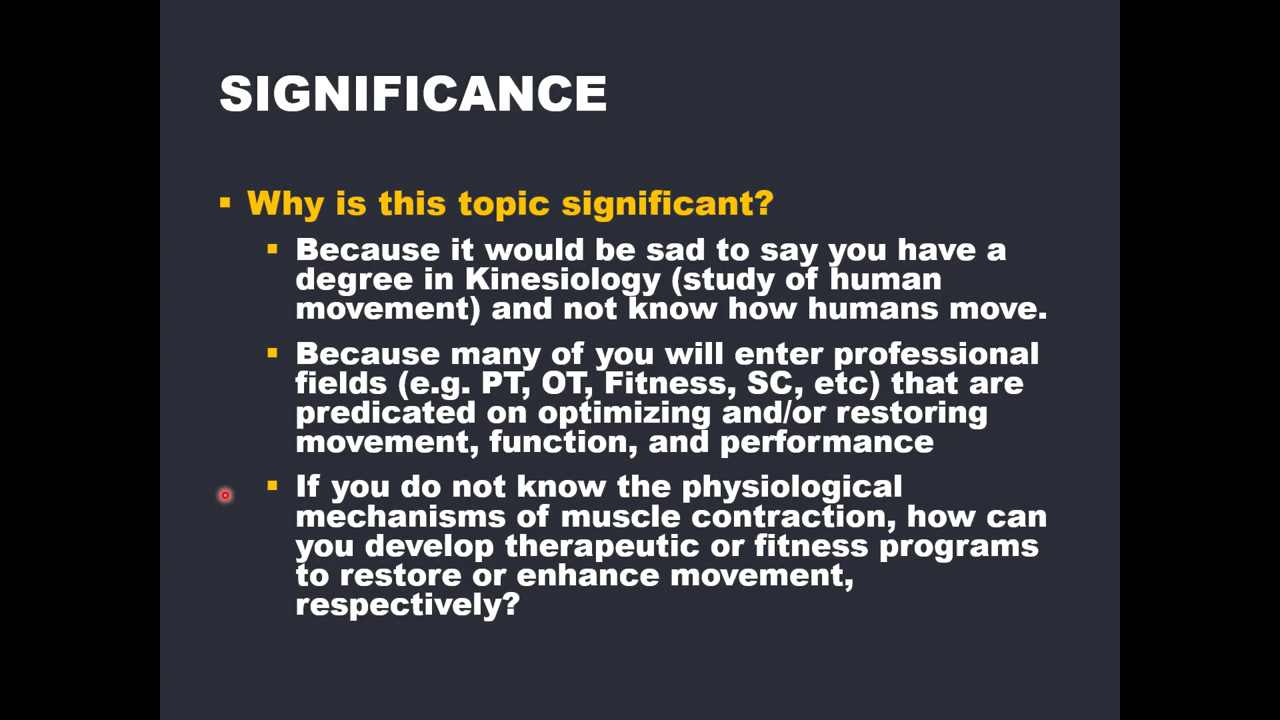 SIGNIFICANCE
Why is this topic significant?
Because it would be sad to say you have a
degree in Kinesiology (study of human
movement) and not know how humans move.
Because many of you will enter professional
fields (e.g. PT, OT, Fitness, SC, etc) that are
predicated on optimizing and/or restoring
movement, function, and performance
If you do not know the physiological
mechanisms of muscle contraction, how can
you develop therapeutic or fitness programs
to restore or enhance movement,
respectively?